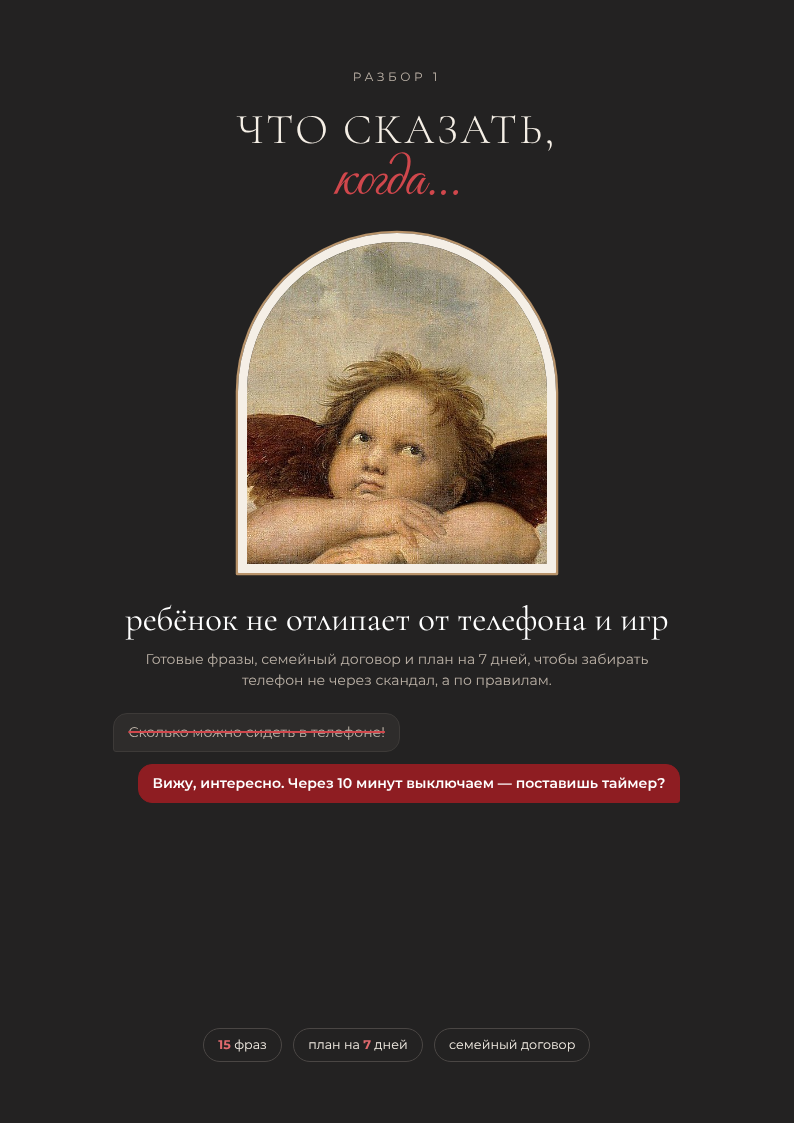 РАЗБОР 1
ЧТО СКАЗАТЬ,
когда...
ребёнок не отлипает от телефона и игр
Готовые фразы, семейный договор и план на 7 дней, чтобы забирать
телефон не через скандал, а по правилам.
Сколько можно сидеть в телефоне!
Вижу, интересно. Через 10 минут выключаем — поставишь таймер?
15 фраз
план на 7 дней
семейный договор